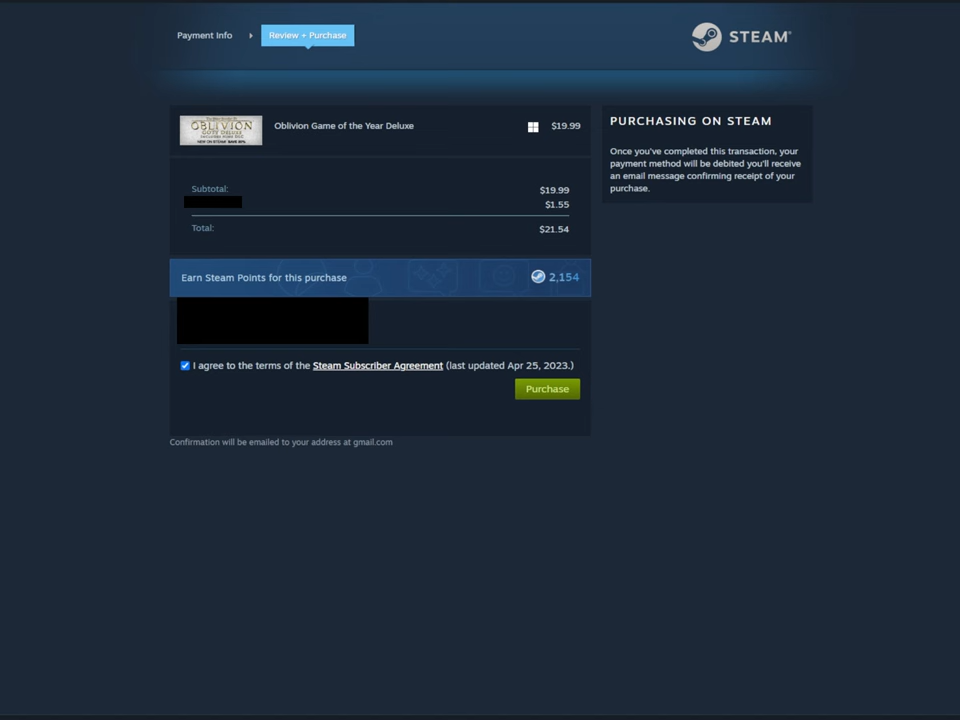 Payment Info ▸ Review + Purchase
STEAM®
OBLIVION
GOTY DELUXE
Oblivion Game of the Year Deluxe $19.99
Subtotal: $19.99
$1.55
Total: $21.54
Earn Steam Points for this purchase 2,154
I agree to the terms of the Steam Subscriber Agreement (last updated Apr 25, 2023.)
Purchase
Confirmation will be emailed to your address at gmail.com
PURCHASING ON STEAM
Once you've completed this transaction, your
payment method will be debited you'll receive
an email message confirming receipt of your
purchase.